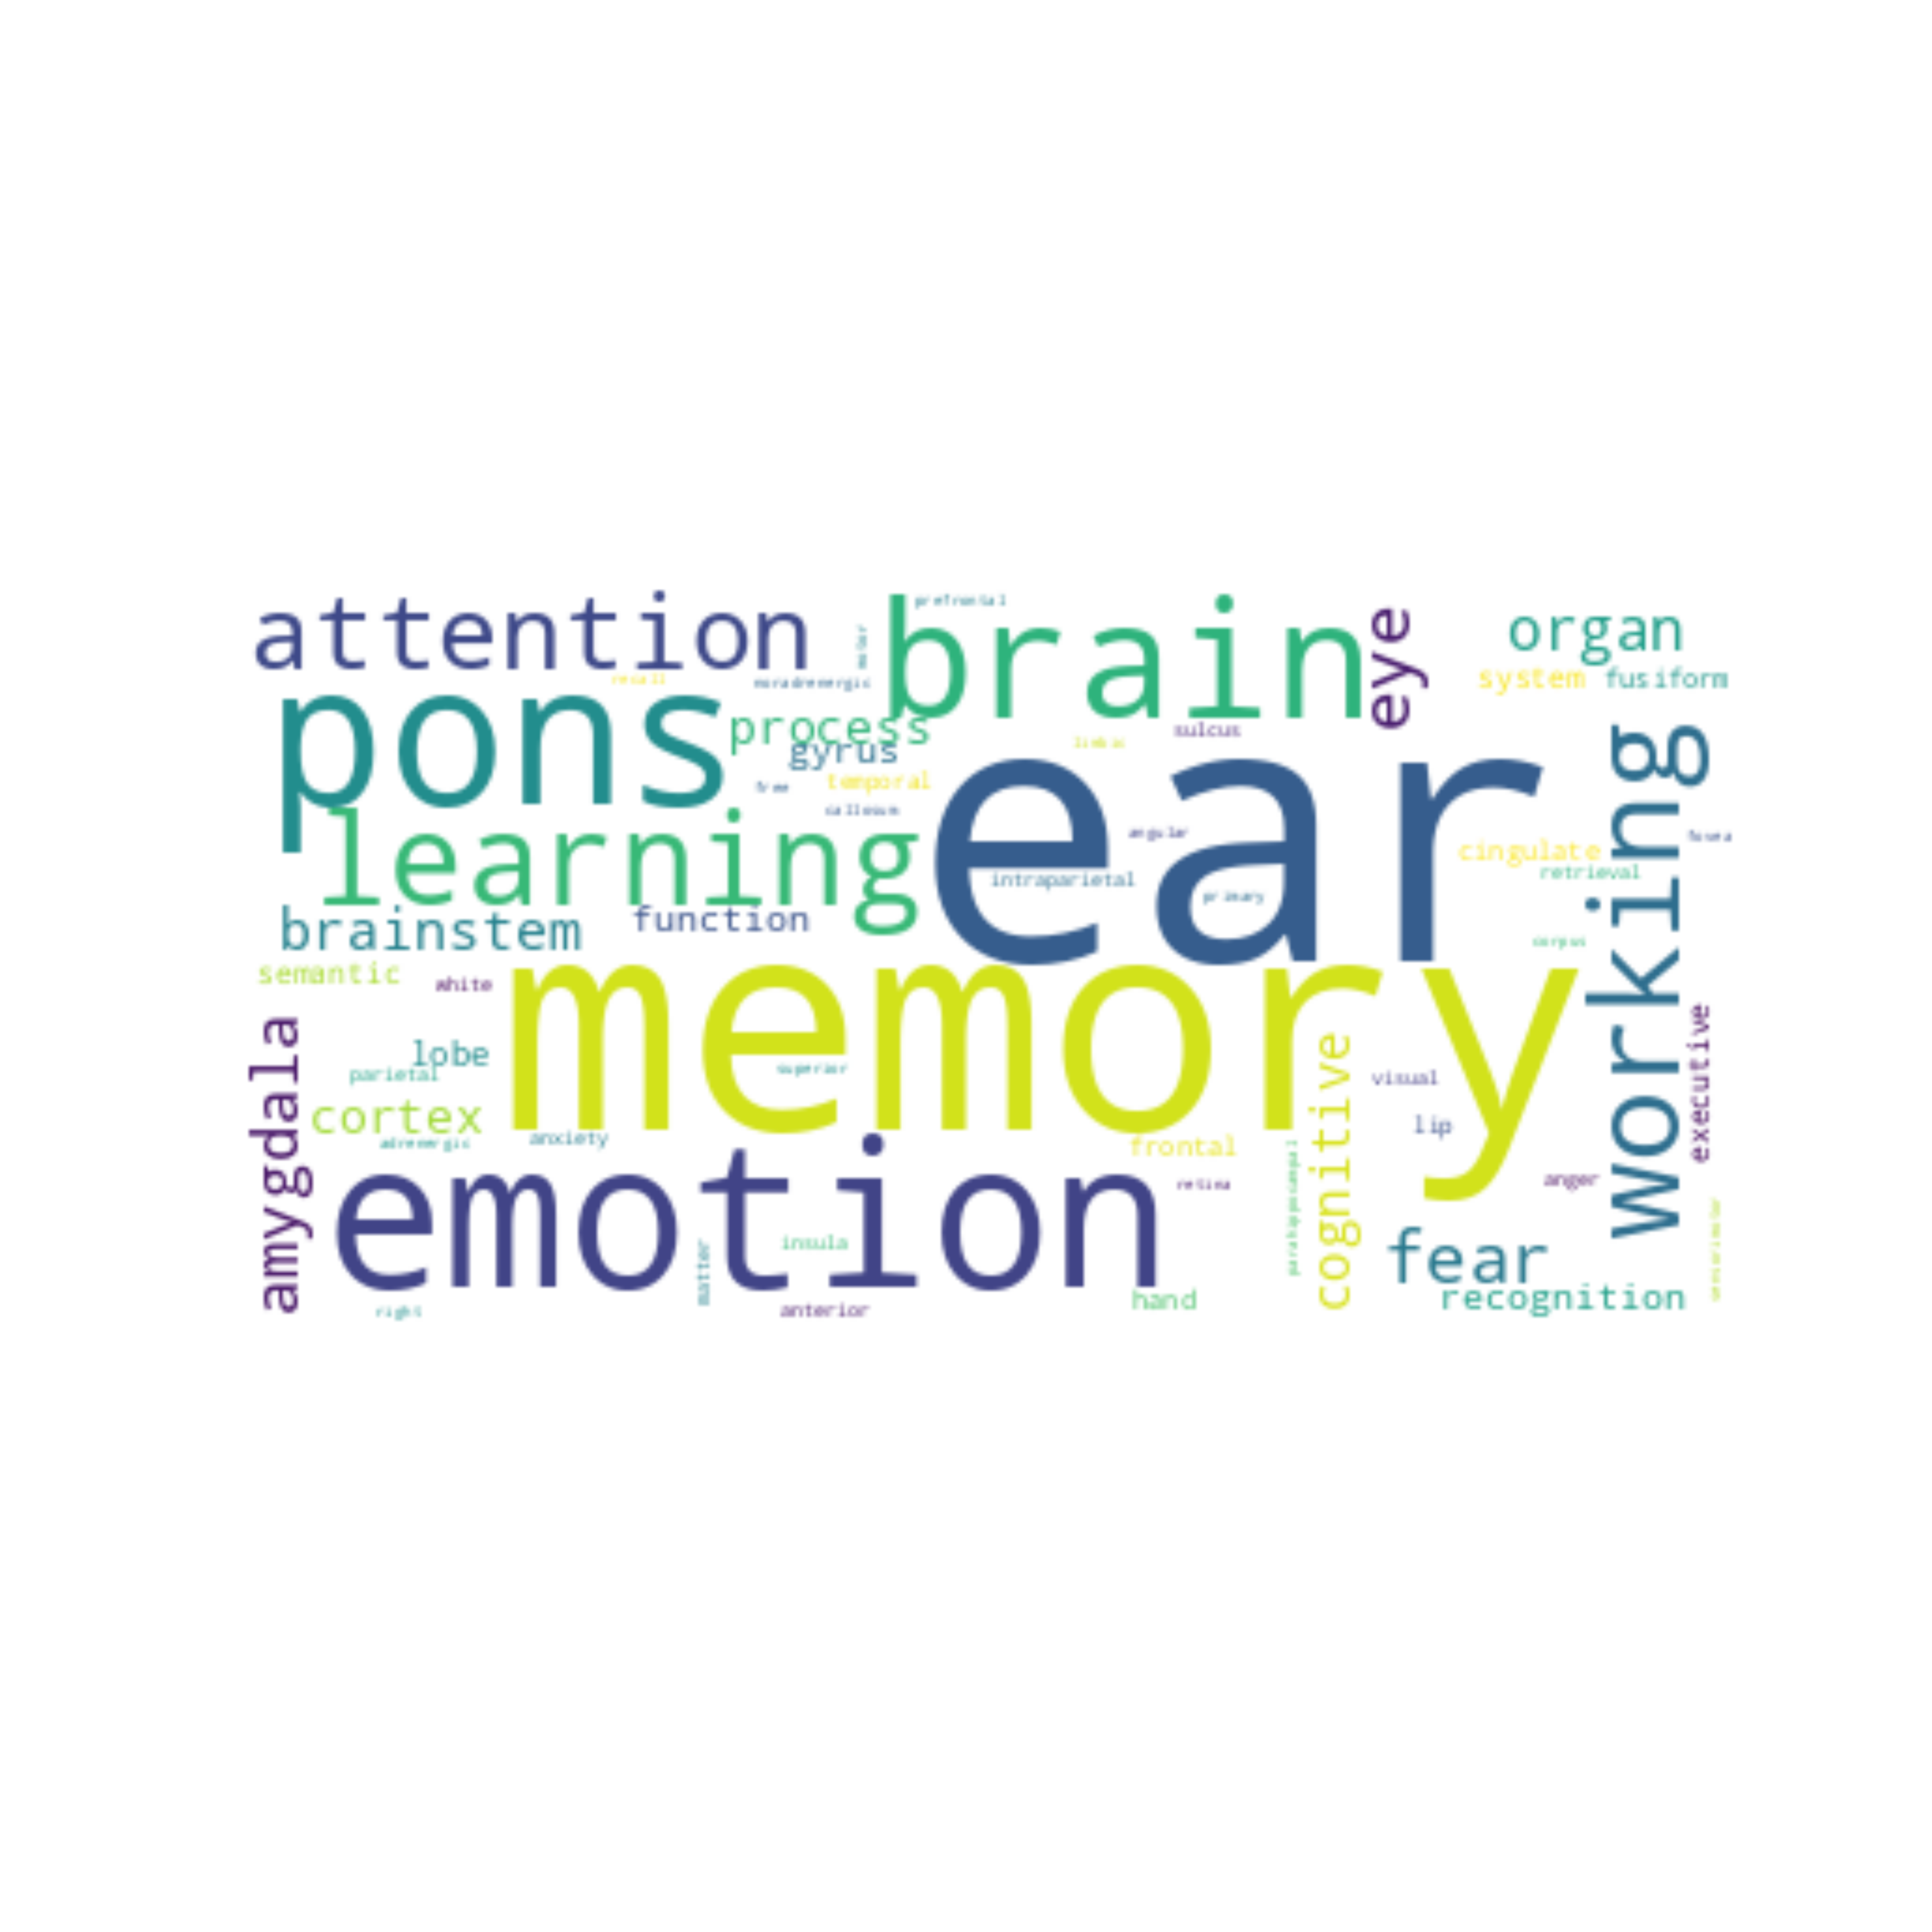 attention
prefrontal
brain
eye
organ
motor
recall
noradrenergic
system
fusiform
pons
process
sulcus
gyrus
limbic
working
free
temporal
callosum
ear
learning
angular
fovea
cingulate
intraparietal
retrieval
primary
brainstem
function
corpus
semantic
white
memory
executive
amygdala
lobe
parietal
superior
cognitive
visual
cortex
lip
adrenergic
anxiety
frontal
emotion
retina
parahippocampal
anger
fear
insula
matter
hand
recognition
right
anterior